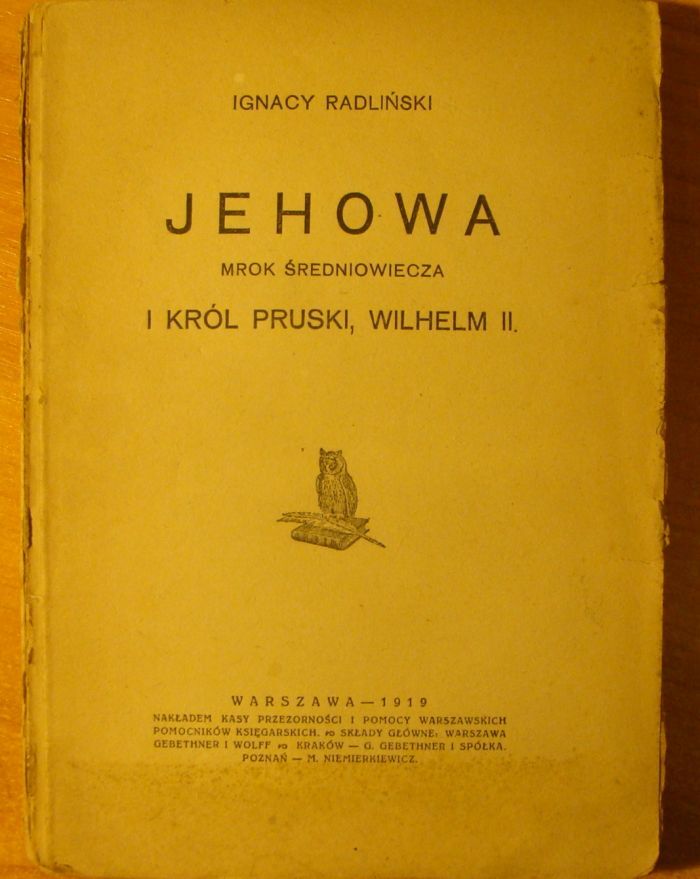 IGNACY RADLIŃSKI
JEHOWA
MROK ŚREDNIOWIECZA
I KRÓL PRUSKI, WILHELM II.
WARSZAWA—1919
NAKŁADEM KASY PRZEZORNOŚCI I POMOCY WARSZAWSKICH
POMOCNIKÓW KSIĘGARSKICH. SKŁADY GŁÓWNE: WARSZAWA
GEBETHNER I WOLFF KRAKÓW — G. GEBETHNER I SPÓŁKA.
POZNAŃ — M. NIEMIERKIEWICZ.